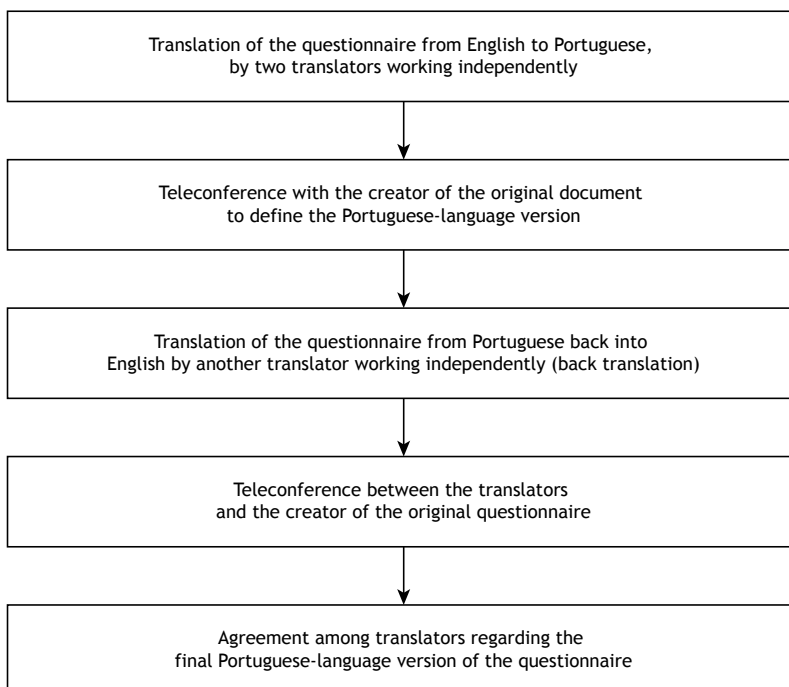 Translation of the questionnaire from English to Portuguese,
by two translators working independently
Teleconference with the creator of the original document
to define the Portuguese-language version
Translation of the questionnaire from Portuguese back into
English by another translator working independently (back translation)
Teleconference between the translators
and the creator of the original questionnaire
Agreement among translators regarding the
final Portuguese-language version of the questionnaire